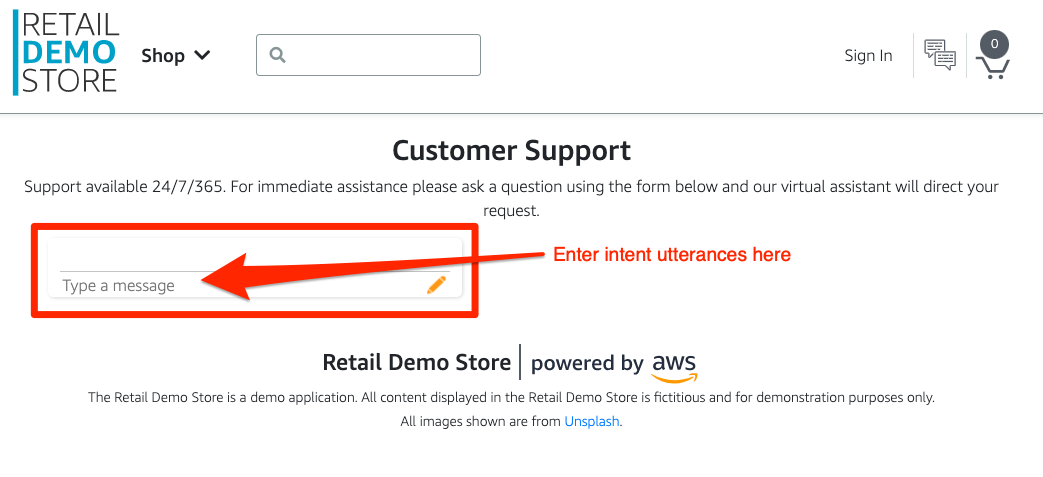 RETAIL
DEMO
STORE
Shop
Sign In
0
Customer Support
Support available 24/7/365. For immediate assistance please ask a question using the form below and our virtual assistant will direct your
request.
Enter intent utterances here
Type a message
Retail Demo Store | powered by aws
The Retail Demo Store is a demo application. All content displayed in the Retail Demo Store is fictitious and for demonstration purposes only.
All images shown are from Unsplash.